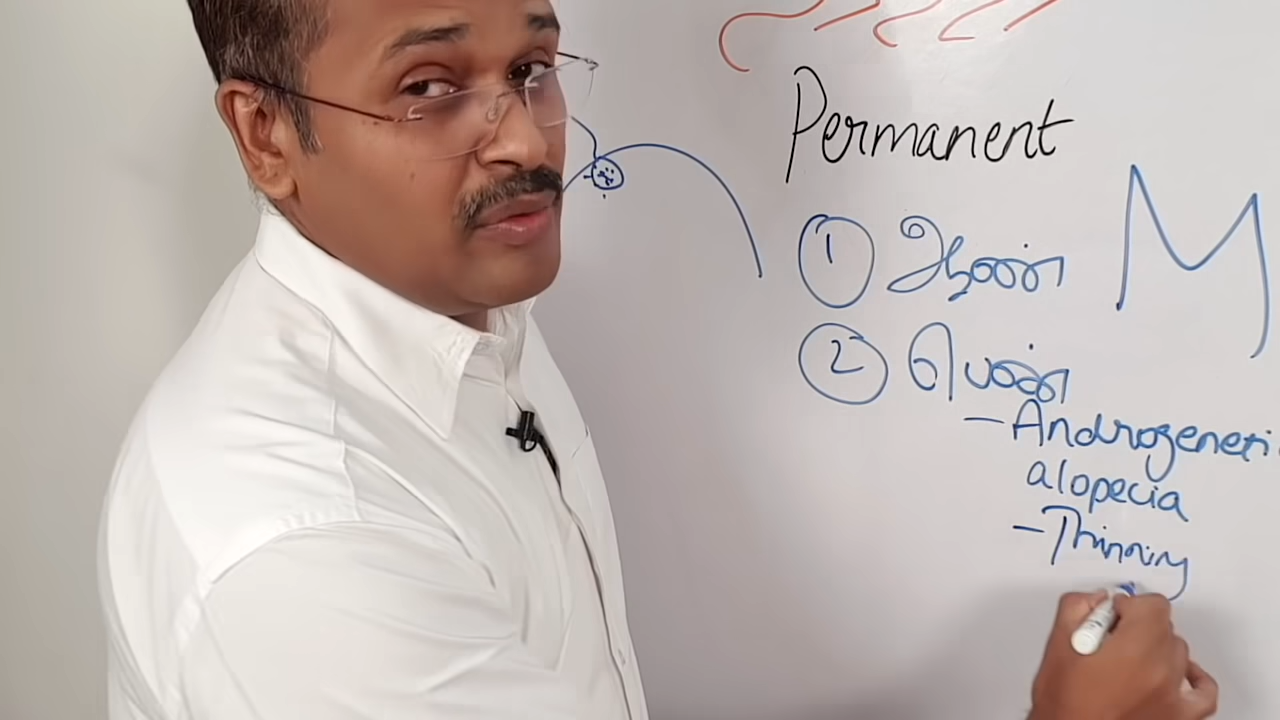 Permanent
1 ஆண் M
2 பெண்
- Androgeneti
alopecia
- Thinning